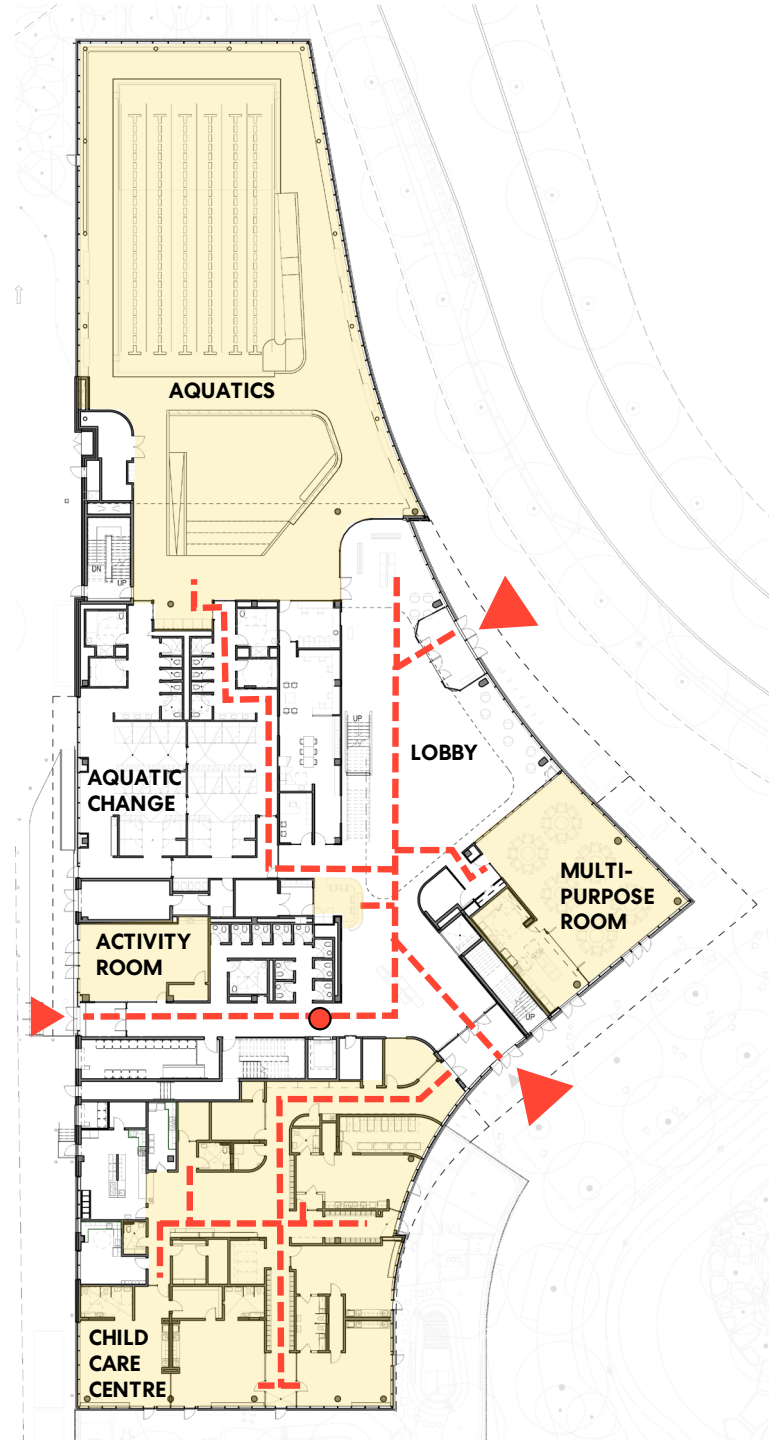 AQUATICS
DN
UP
UP
LOBBY
AQUATIC
CHANGE
MULTI-
PURPOSE
ROOM
ACTIVITY
ROOM
UP
CHILD
CARE
CENTRE